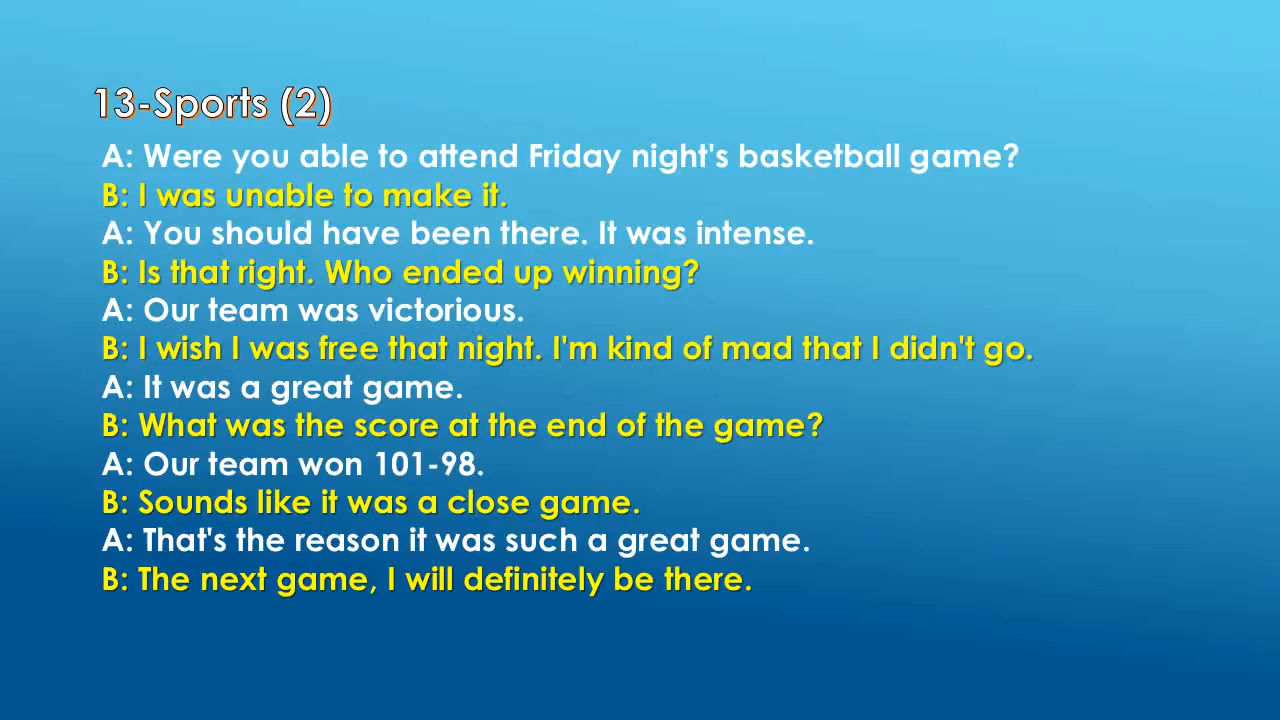 13-Sports (2)
A: Were you able to attend Friday night's basketball game?
B: I was unable to make it.
A: You should have been there. It was intense.
B: Is that right. Who ended up winning?
A: Our team was victorious.
B: I wish I was free that night. I'm kind of mad that I didn't go.
A: It was a great game.
B: What was the score at the end of the game?
A: Our team won 101-98.
B: Sounds like it was a close game.
A: That's the reason it was such a great game.
B: The next game, I will definitely be there.